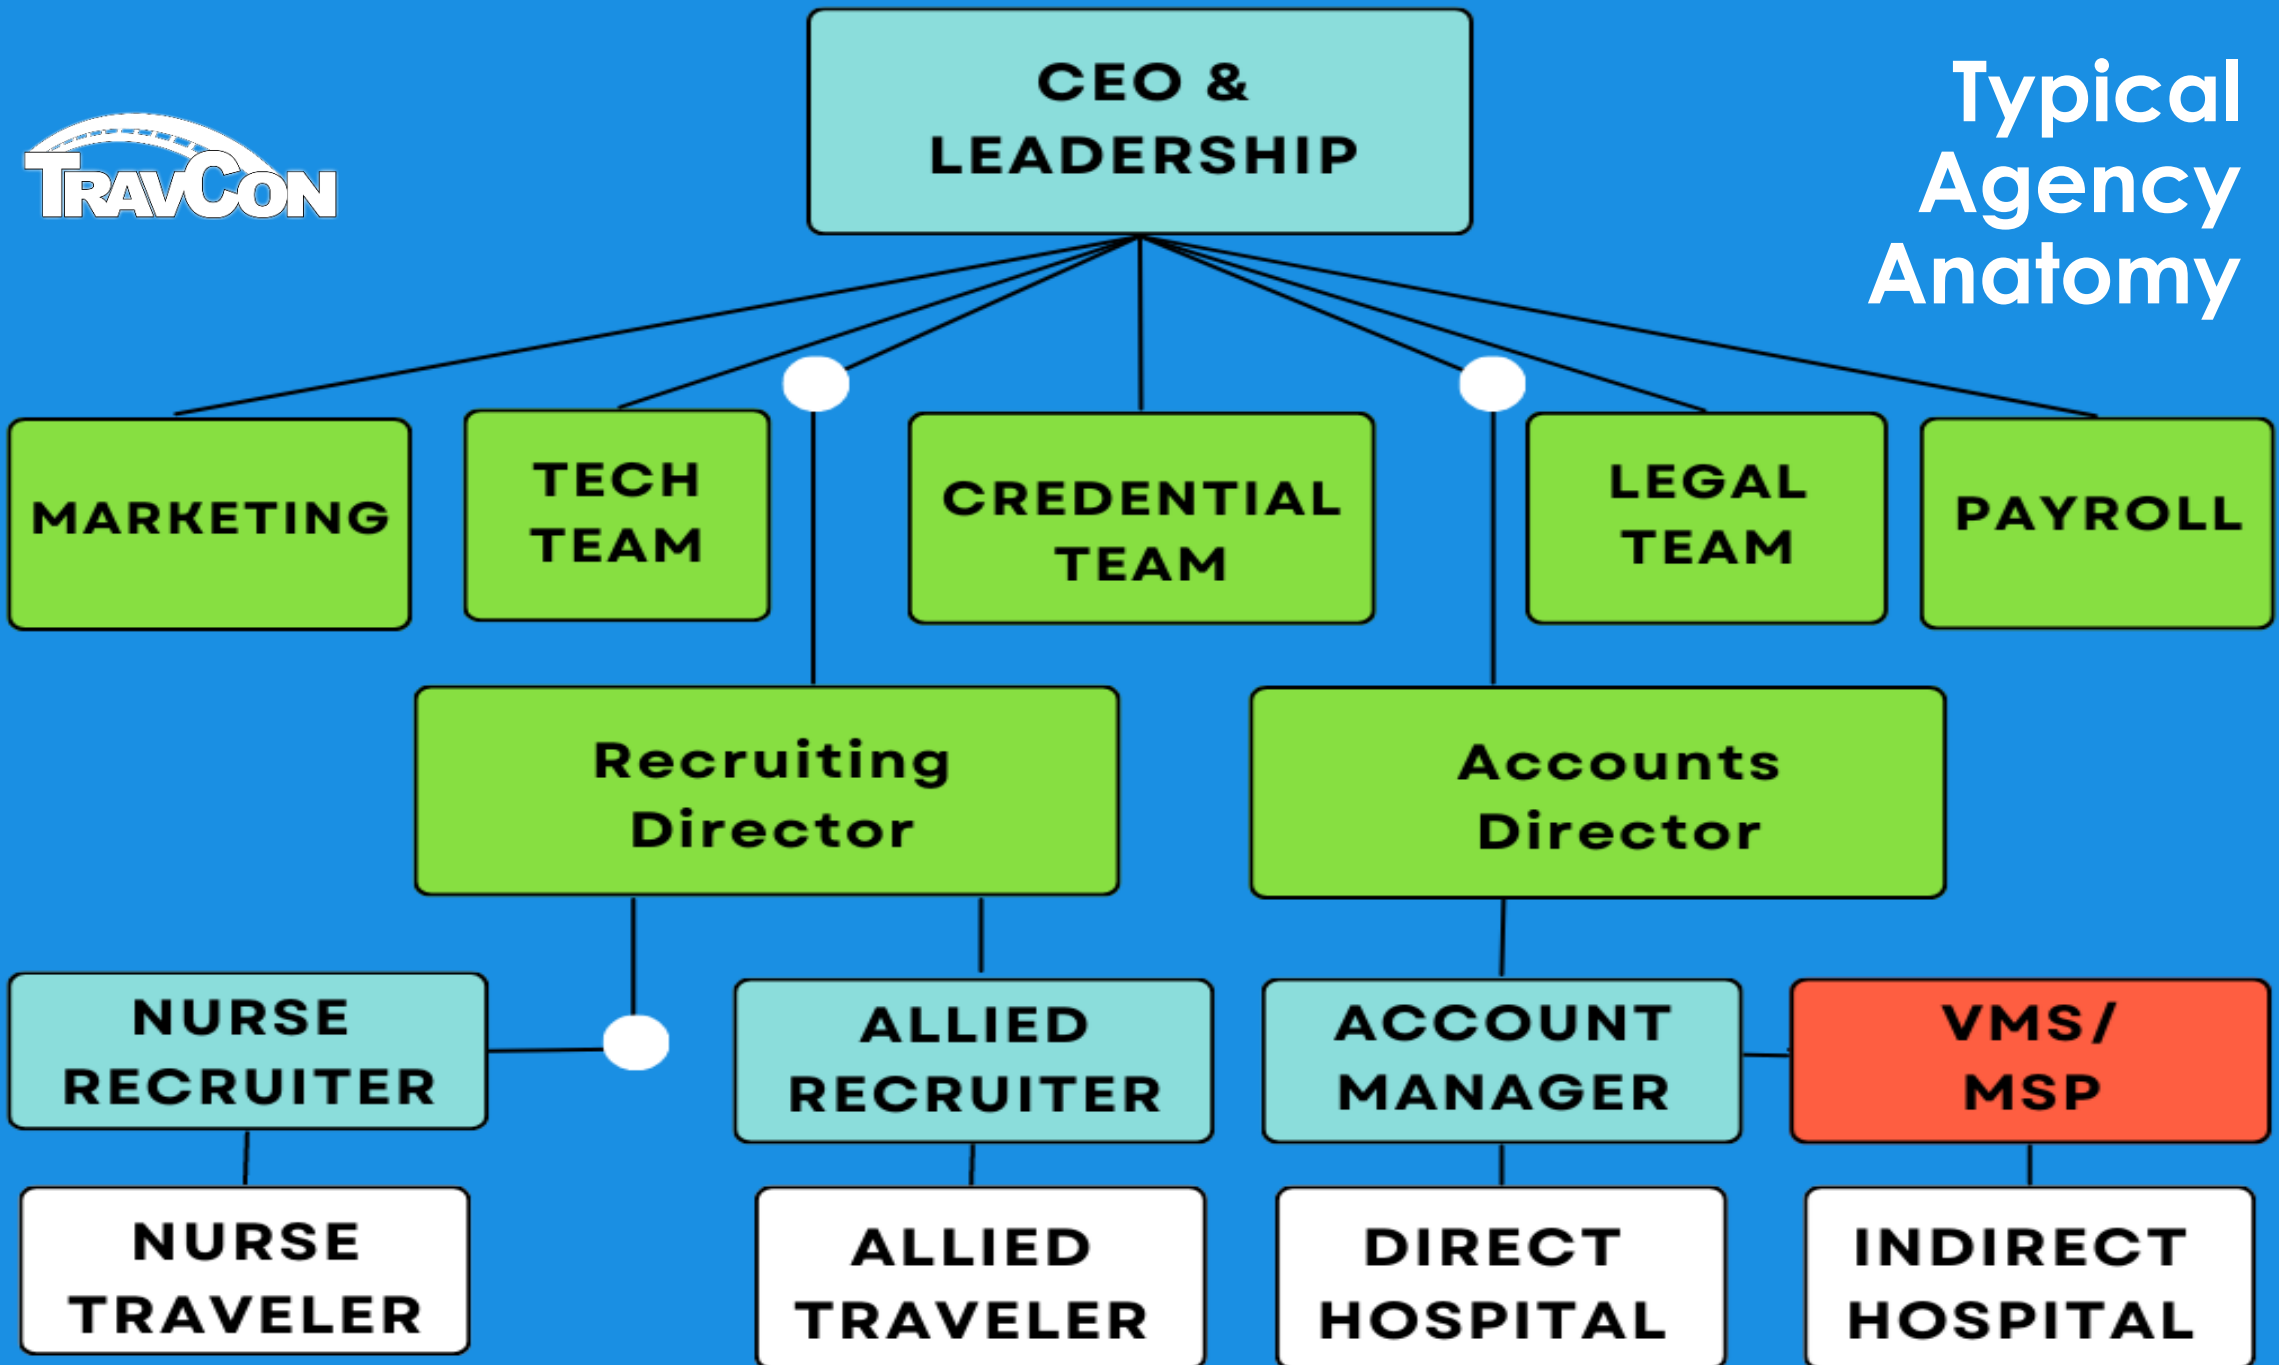 CEO &
LEADERSHIP
Typical
Agency
Anatomy
TRAVCON
MARKETING
TECH
TEAM
CREDENTIAL
TEAM
LEGAL
TEAM
PAYROLL
Recruiting
Director
Accounts
Director
NURSE
RECRUITER
ALLIED
RECRUITER
ACCOUNT
MANAGER
VMS/
MSP
NURSE
TRAVELER
ALLIED
TRAVELER
DIRECT
HOSPITAL
INDIRECT
HOSPITAL